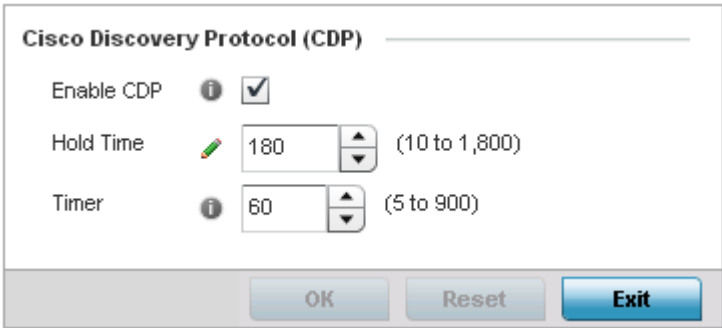 Cisco Discovery Protocol (CDP)
Enable CDP
Hold Time 180 (10 to 1,800)
Timer 60 (5 to 900)
OK Reset Exit